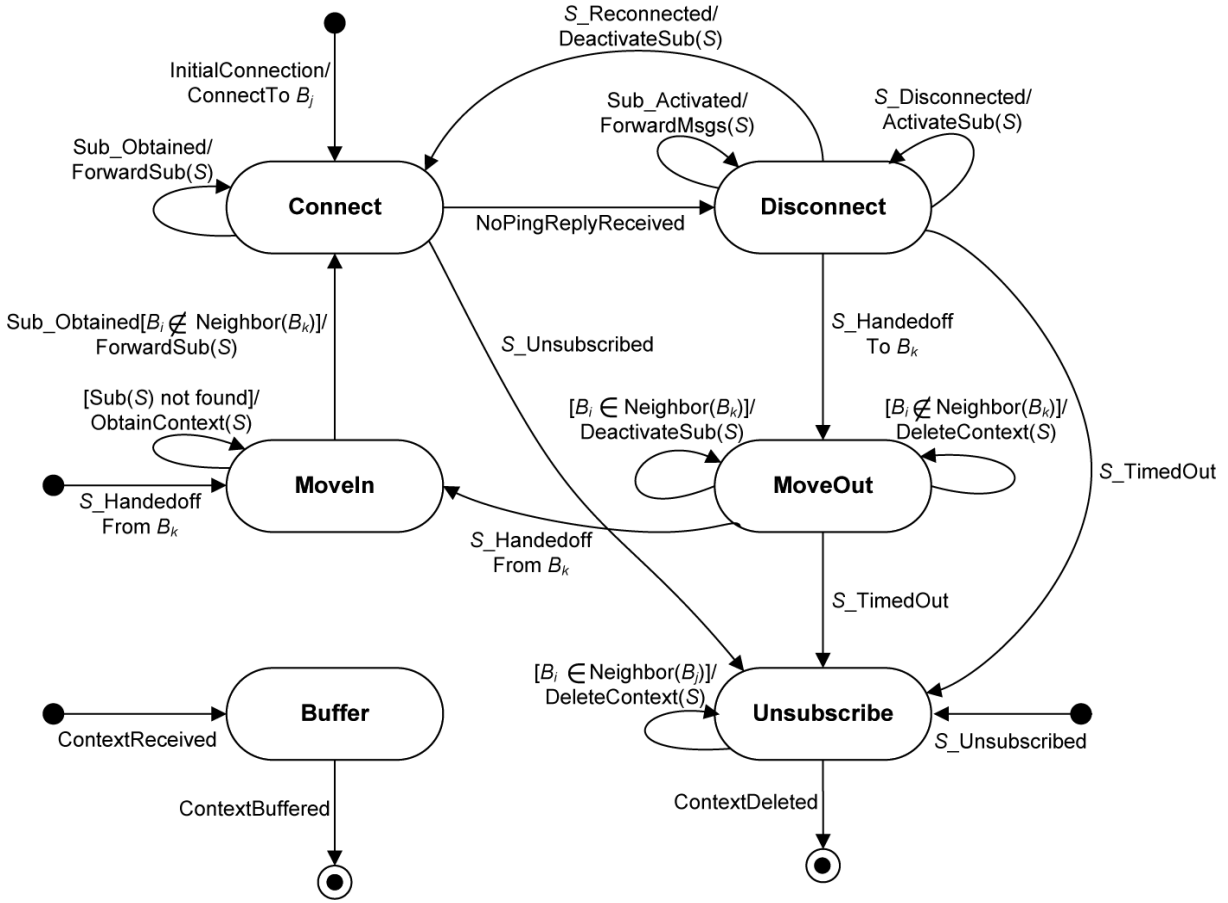 S_Reconnected/
DeactivateSub(S)
InitialConnection/
ConnectTo Bj
Sub_Activated/
ForwardMsgs(S)
S_Disconnected/
ActivateSub(S)
Sub_Obtained/
ForwardSub(S)
Connect
Disconnect
NoPingReplyReceived
Sub_Obtained[Bi ∉ Neighbor(Bk)]/
ForwardSub(S)
S_Unsubscribed
S_Handedoff
To Bk
[Sub(S) not found]/
ObtainContext(S)
[Bi ∈ Neighbor(Bk)]/
DeactivateSub(S)
[Bi ∉ Neighbor(Bk)]/
DeleteContext(S)
MoveIn
MoveOut
S_TimedOut
S_Handedoff
From Bk
S_Handedoff
From Bk
S_TimedOut
[Bi ∈ Neighbor(Bj)]/
DeleteContext(S)
Buffer
Unsubscribe
ContextReceived
S_Unsubscribed
ContextBuffered
ContextDeleted